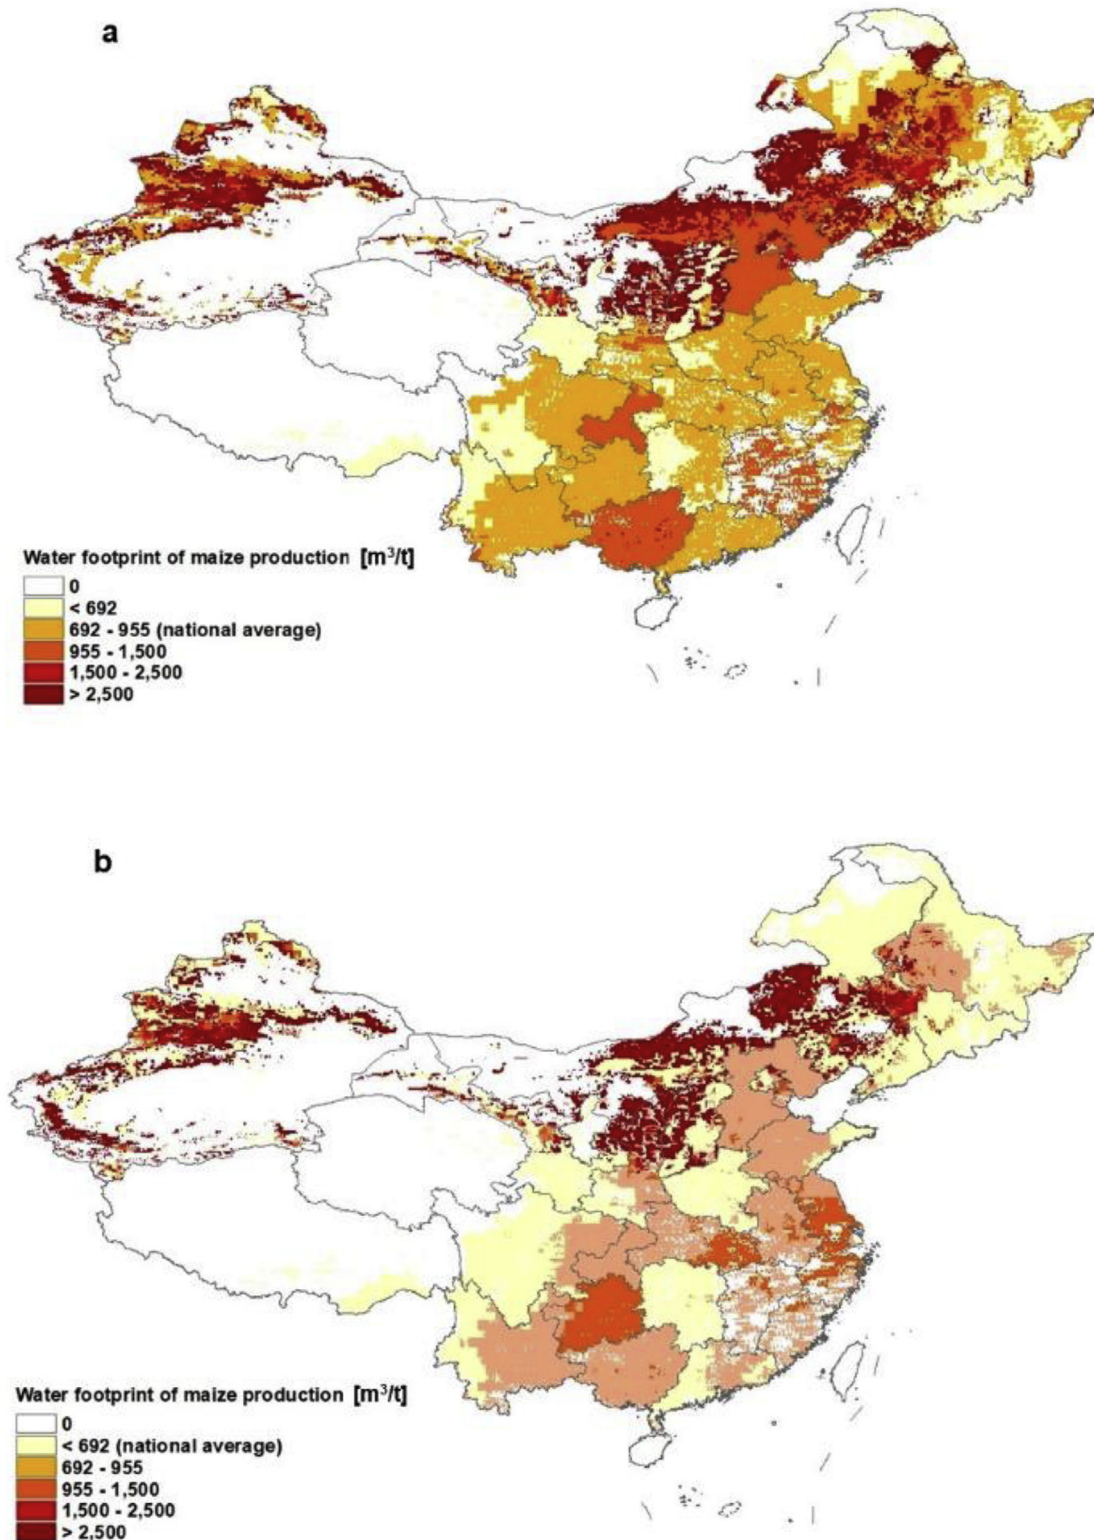 a
Water footprint of maize production [m³/t]
0
< 692
692 - 955 (national average)
955 - 1,500
1,500 - 2,500
> 2,500
b
Water footprint of maize production [m³/t]
0
< 692 (national average)
692 - 955
955 - 1,500
1,500 - 2,500
> 2,500